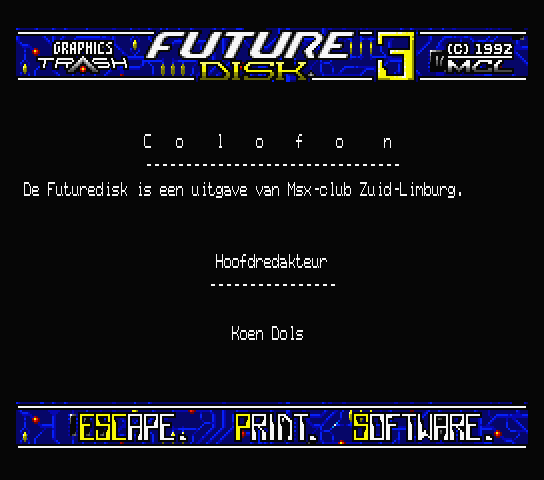 GRAPHICS
TRASH
FUTURE
DISK
3
(C) 1992
MCL
C o l o f o n
--------------------------------
De Futuredisk is een uitgave van Msx-club Zuid-Limburg.
Hoofdredakteur
----------------
Koen Dols
ESCAPE. PRINT. SOFTWARE.